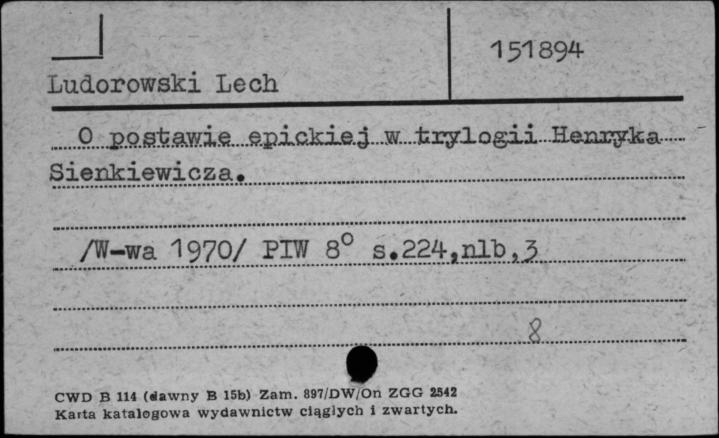 151894
Ludorowski Lech
O postawie epickiej w trylogii Henryka
Sienkiewicza.
/W-wa 1970/ PIW 8° s.224,nlb,3
8
CWD B 114 (dawny B 15b) Zam. 897/DW/On ZGG 2542
Karta katalogowa wydawnictw ciągłych i zwartych.